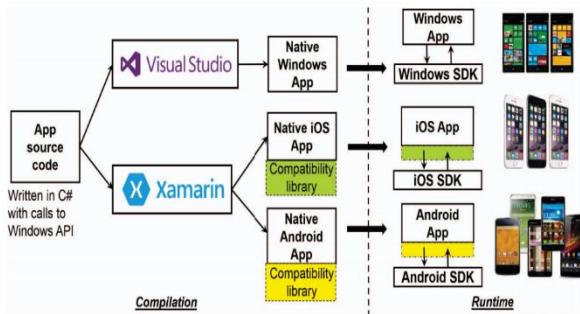 App
source
code
Written in C#
with calls to
Windows API
Visual Studio
Xamarin
Native
Windows
App
Native iOS
App
Compatibility
library
Native
Android
App
Compatibility
library
Compilation
Windows
App
Windows SDK
iOS App
iOS SDK
Android
App
Android SDK
Runtime